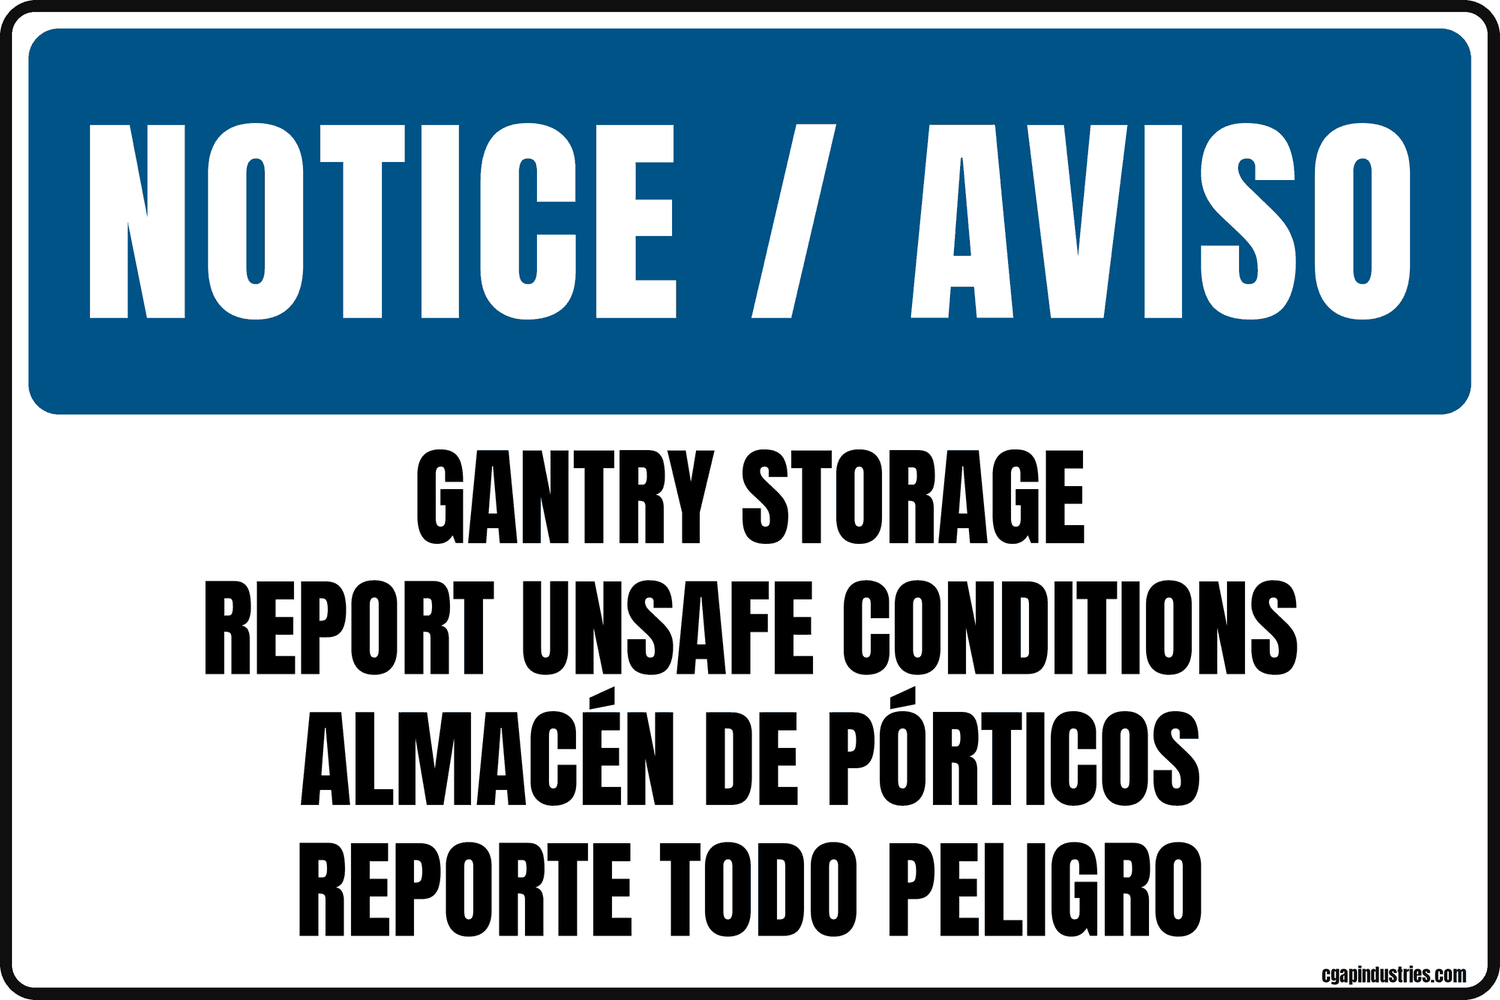 NOTICE / AVISO
GANTRY STORAGE
REPORT UNSAFE CONDITIONS
ALMACÉN DE PÓRTICOS
REPORTE TODO PELIGRO
cgapindustries.com